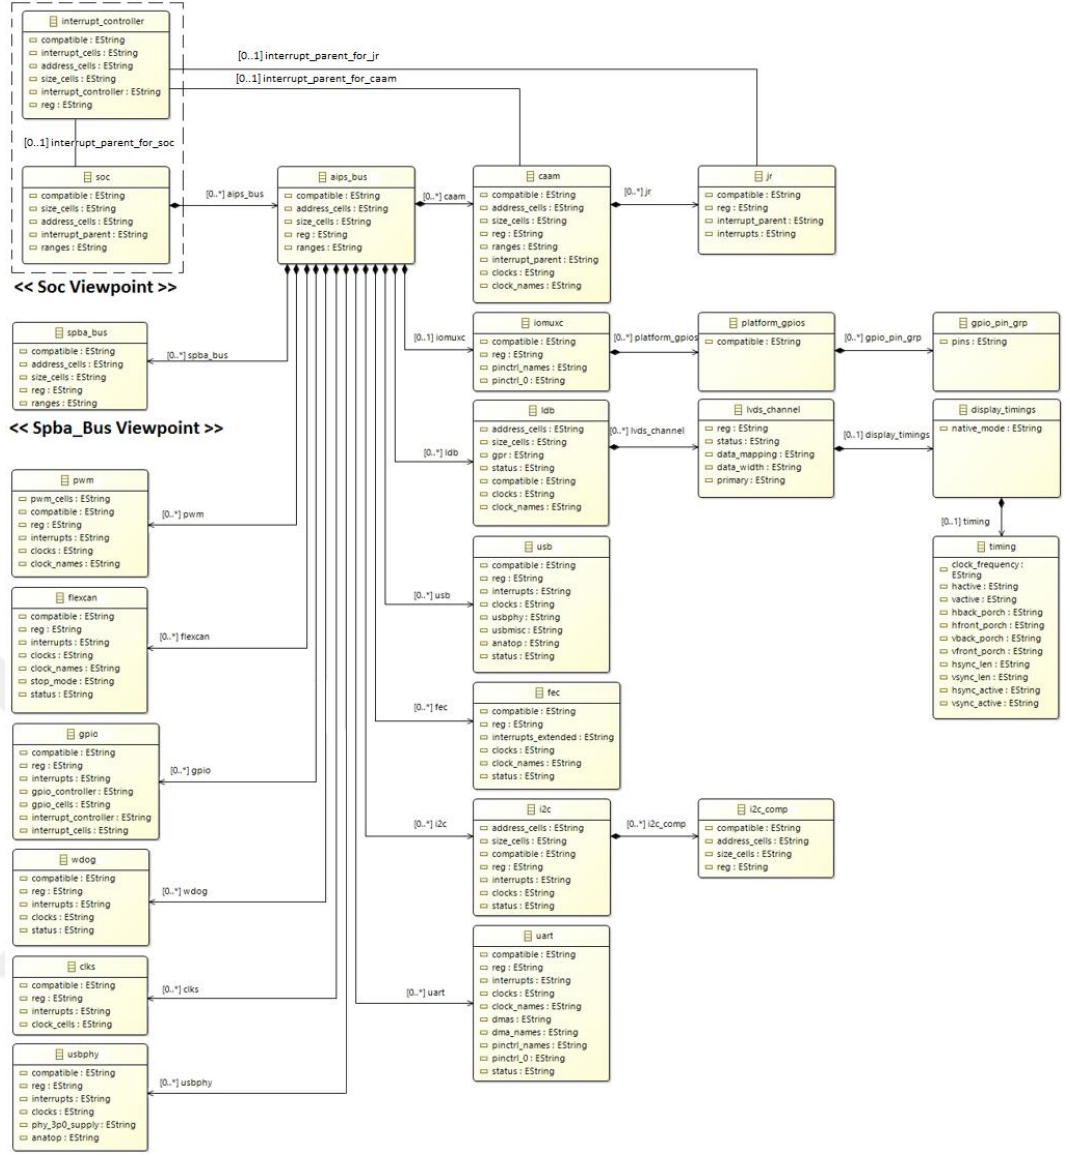 interrupt_controller
compatible : EString
interrupt_cells : EString
address_cells : EString
size_cells : EString
interrupt_controller : EString
reg : EString
[0..1] interrupt_parent_for_jr
[0..1] interrupt_parent_for_caam
[0..1] interrupt_parent_for_soc
soc
compatible : EString
size_cells : EString
address_cells : EString
interrupt_parent : EString
ranges : EString
<< Soc Viewpoint >>
[0..*] aips_bus
aips_bus
compatible : EString
address_cells : EString
size_cells : EString
reg : EString
ranges : EString
[0..*] caam
caam
compatible : EString
address_cells : EString
size_cells : EString
reg : EString
ranges : EString
interrupt_parent : EString
clocks : EString
clock_names : EString
[0..*] jr
jr
compatible : EString
reg : EString
interrupt_parent : EString
interrupts : EString
spba_bus
compatible : EString
address_cells : EString
size_cells : EString
reg : EString
ranges : EString
[0..*] spba_bus
<< Spba_Bus Viewpoint >>
[0..1] iomuxc
iomuxc
compatible : EString
reg : EString
pinctrl_names : EString
pinctrl_0 : EString
[0..*] platform_gpios
platform_gpios
compatible : EString
[0..*] gpio_pin_grp
gpio_pin_grp
pins : EString
[0..*] ldb
ldb
address_cells : EString
size_cells : EString
gpr : EString
status : EString
compatible : EString
clocks : EString
clock_names : EString
[0..*] lvds_channel
lvds_channel
reg : EString
status : EString
data_mapping : EString
data_width : EString
primary : EString
[0..1] display_timings
display_timings
native_mode : EString
[0..1] timing
timing
clock_frequency :
EString
hactive : EString
vactive : EString
hback_porch : EString
hfront_porch : EString
vback_porch : EString
vfront_porch : EString
hsync_len : EString
vsync_len : EString
hsync_active : EString
vsync_active : EString
pwm
pwm_cells : EString
compatible : EString
reg : EString
interrupts : EString
clocks : EString
clock_names : EString
[0..*] pwm
usb
compatible : EString
reg : EString
interrupts : EString
clocks : EString
usbphy : EString
usbmisc : EString
anatop : EString
status : EString
[0..*] usb
flexcan
compatible : EString
reg : EString
interrupts : EString
clocks : EString
clock_names : EString
stop_mode : EString
status : EString
[0..*] flexcan
fec
compatible : EString
reg : EString
interrupts_extended : EString
clocks : EString
clock_names : EString
status : EString
[0..*] fec
gpio
compatible : EString
reg : EString
interrupts : EString
gpio_controller : EString
gpio_cells : EString
interrupt_controller : EString
interrupt_cells : EString
[0..*] gpio
i2c
address_cells : EString
size_cells : EString
compatible : EString
reg : EString
interrupts : EString
clocks : EString
status : EString
[0..*] i2c
[0..*] i2c_comp
i2c_comp
compatible : EString
address_cells : EString
size_cells : EString
reg : EString
wdog
compatible : EString
reg : EString
interrupts : EString
clocks : EString
status : EString
[0..*] wdog
uart
compatible : EString
reg : EString
interrupts : EString
clocks : EString
clock_names : EString
dmas : EString
dma_names : EString
pinctrl_names : EString
pinctrl_0 : EString
status : EString
[0..*] uart
clks
compatible : EString
reg : EString
interrupts : EString
clock_cells : EString
[0..*] clks
usbphy
compatible : EString
reg : EString
interrupts : EString
clocks : EString
phy_3p0_supply : EString
anatop : EString
[0..*] usbphy